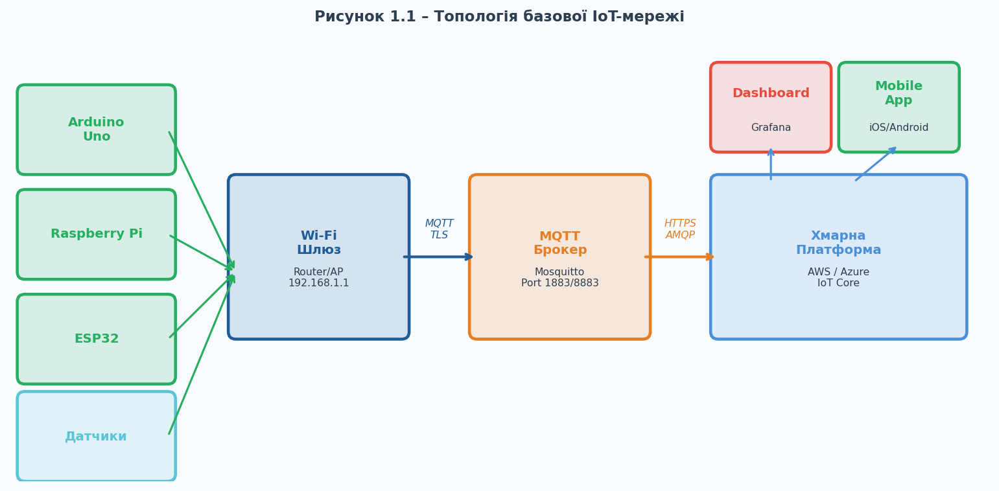 Рисунок 1.1 – Топологія базової IoT-мережі
Arduino
Uno
Raspberry Pi
ESP32
Датчики
Wi-Fi
Шлюз
Router/AP
192.168.1.1
MQTT
TLS
MQTT
Брокер
Mosquitto
Port 1883/8883
HTTPS
AMQP
Dashboard
Grafana
Mobile
App
iOS/Android
Хмарна
Платформа
AWS / Azure
IoT Core